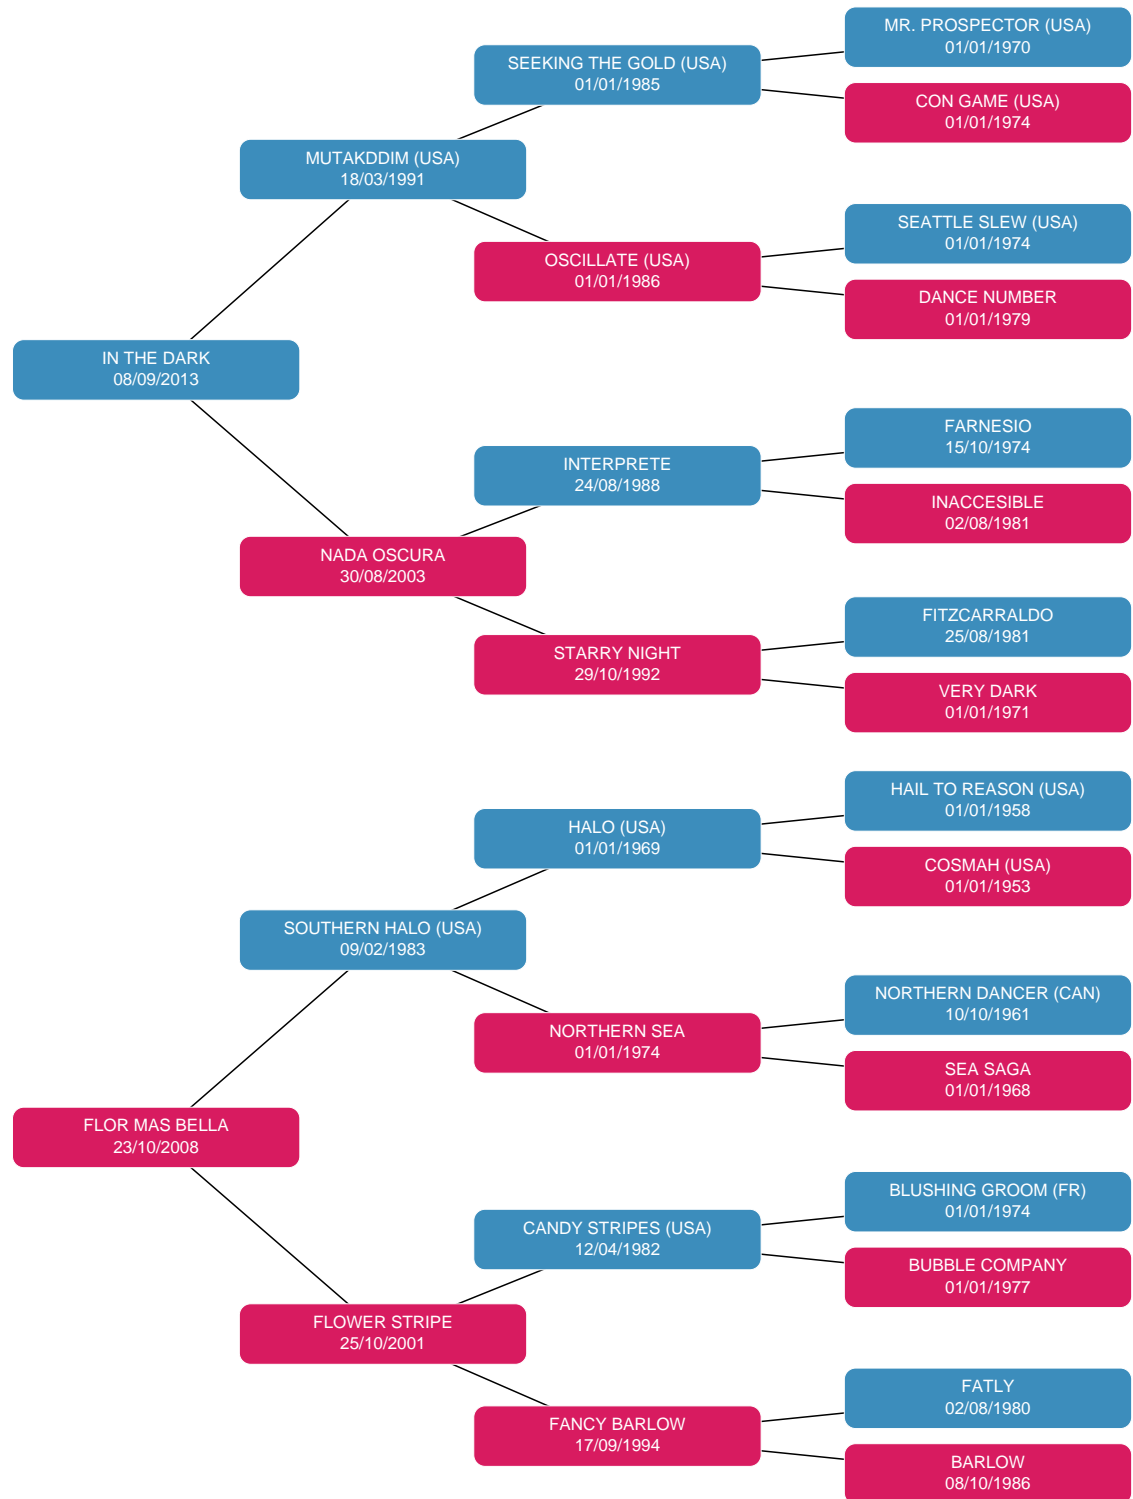 MR. PROSPECTOR (USA)
01/01/1970
SEEKING THE GOLD (USA)
01/01/1985
CON GAME (USA)
01/01/1974
MUTAKDDIM (USA)
18/03/1991
SEATTLE SLEW (USA)
01/01/1974
OSCILLATE (USA)
01/01/1986
DANCE NUMBER
01/01/1979
IN THE DARK
08/09/2013
FARNESIO
15/10/1974
INTERPRETE
24/08/1988
INACCESIBLE
02/08/1981
NADA OSCURA
30/08/2003
FITZCARRALDO
25/08/1981
STARRY NIGHT
29/10/1992
VERY DARK
01/01/1971
HAIL TO REASON (USA)
01/01/1958
HALO (USA)
01/01/1969
COSMAH (USA)
01/01/1953
SOUTHERN HALO (USA)
09/02/1983
NORTHERN DANCER (CAN)
10/10/1961
NORTHERN SEA
01/01/1974
SEA SAGA
01/01/1968
FLOR MAS BELLA
23/10/2008
BLUSHING GROOM (FR)
01/01/1974
CANDY STRIPES (USA)
12/04/1982
BUBBLE COMPANY
01/01/1977
FLOWER STRIPE
25/10/2001
FATLY
02/08/1980
FANCY BARLOW
17/09/1994
BARLOW
08/10/1986